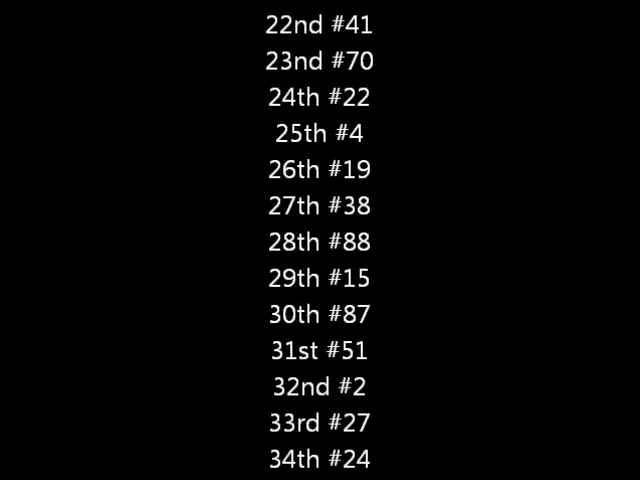 22nd #41
23nd #70
24th #22
25th #4
26th #19
27th #38
28th #88
29th #15
30th #87
31st #51
32nd #2
33rd #27
34th #24